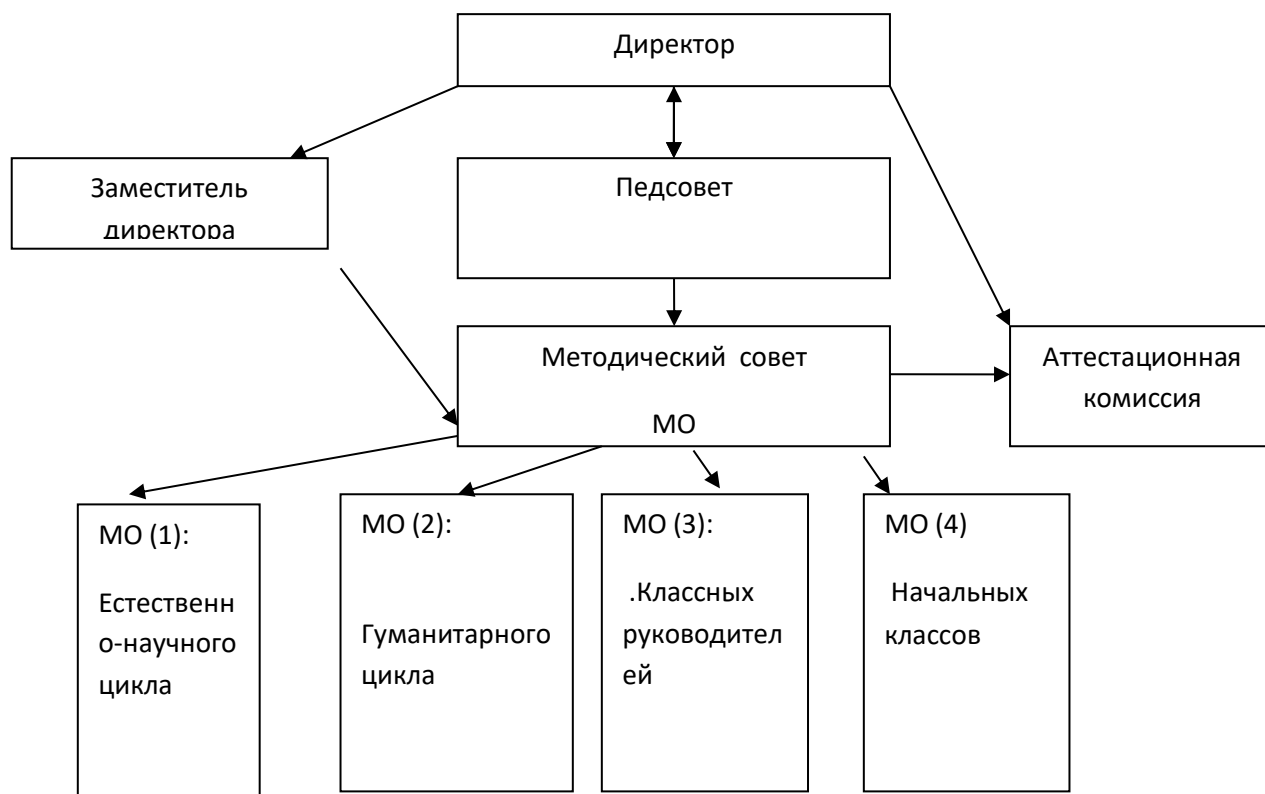 Директор
Заместитель
директора
Педсовет
Методический совет
МО
Аттестационная
комиссия
МО (1):
Естественн
о-научного
цикла
МО (2):
Гуманитарного
цикла
МО (3):
.Классных
руководител
ей
МО (4)
Начальных
классов